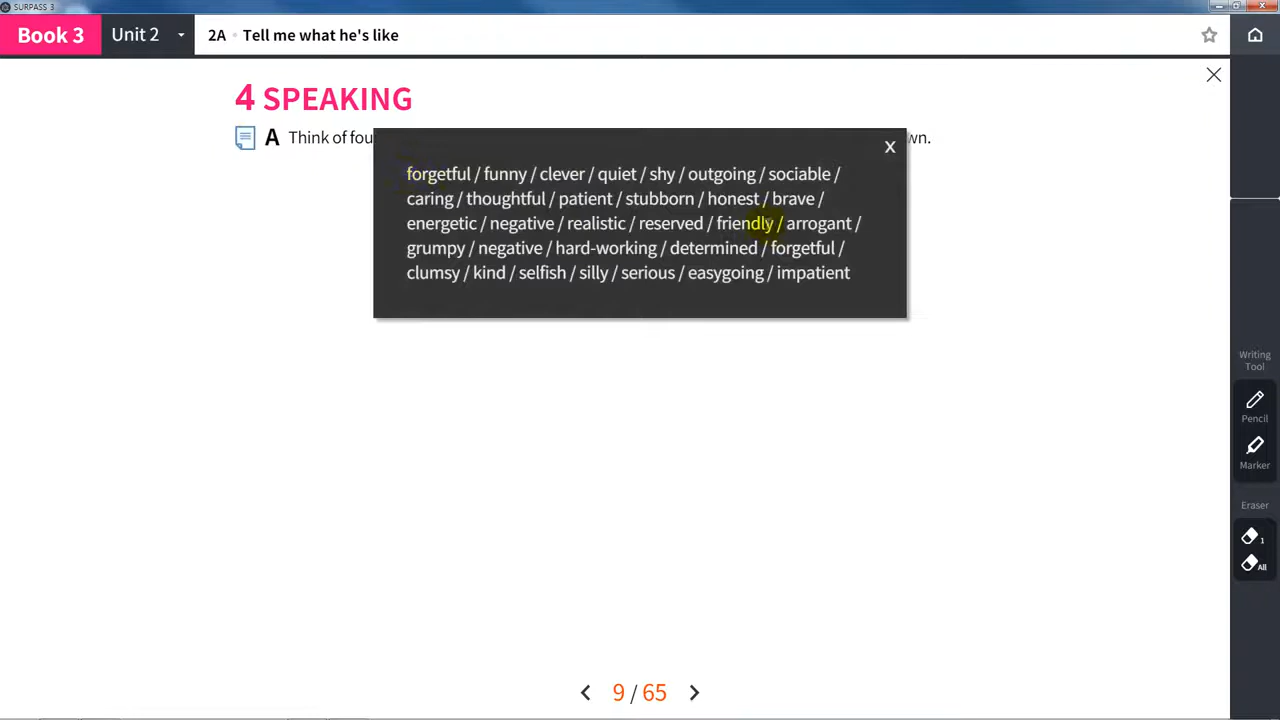 SURPASS 3
Book 3 Unit 2 2A • Tell me what he's like
4 SPEAKING
A Think of fou wn.
X
forgetful / funny / clever / quiet / shy / outgoing / sociable /
caring / thoughtful / patient / stubborn / honest / brave /
energetic / negative / realistic / reserved / friendly / arrogant /
grumpy / negative / hard-working / determined / forgetful /
clumsy / kind / selfish / silly / serious / easygoing / impatient
Writing
Tool
Pencil
Marker
Eraser
1
All
9 / 65